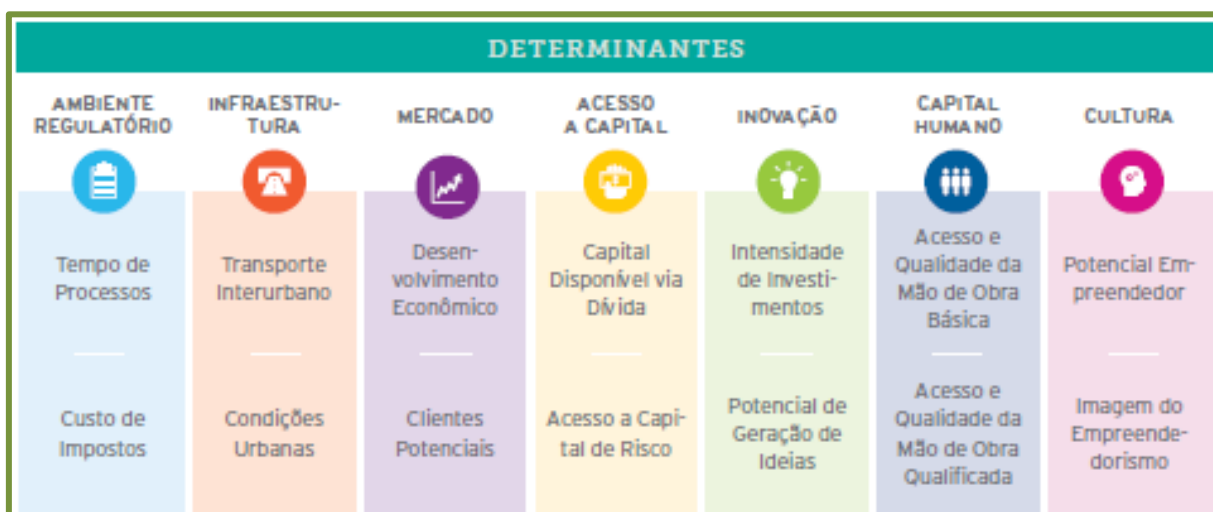 DETERMINANTES
AMBIENTE
REGULATÓRIO
INFRAESTRU-
TURA
MERCADO
ACESSO
A CAPITAL
INOVAÇÃO
CAPITAL
HUMANO
CULTURA
Tempo de
Processos
Transporte
Interurbano
Desen-
volvimento
Econômico
Capital
Disponível via
Dívida
Intensidade
de Investi-
mentos
Acesso e
Qualidade da
Mão de Obra
Básica
Potencial Em-
preendedor
Custo de
Impostos
Condições
Urbanas
Clientes
Potenciais
Acesso a Capi-
tal de Risco
Potencial de
Geração de
Ideias
Acesso e
Qualidade da
Mão de Obra
Qualificada
Imagem do
Empreende-
dorismo